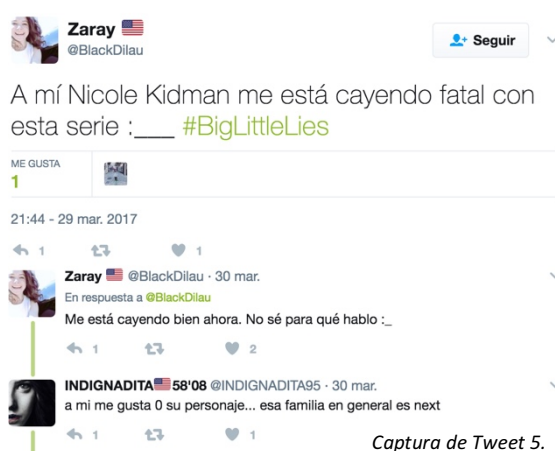 Zaray
@BlackDilau
Seguir
A mí Nicole Kidman me está cayendo fatal con
esta serie :___ #BigLittleLies
ME GUSTA
1
21:44 - 29 mar. 2017
1 1
Zaray @BlackDilau · 30 mar.
En respuesta a @BlackDilau
Me está cayendo bien ahora. No sé para qué hablo :_
1 2
INDIGNADITA 58'08 @INDIGNADITA95 · 30 mar.
a mi me gusta 0 su personaje... esa familia en general es next
1 1
Captura de Tweet 5.